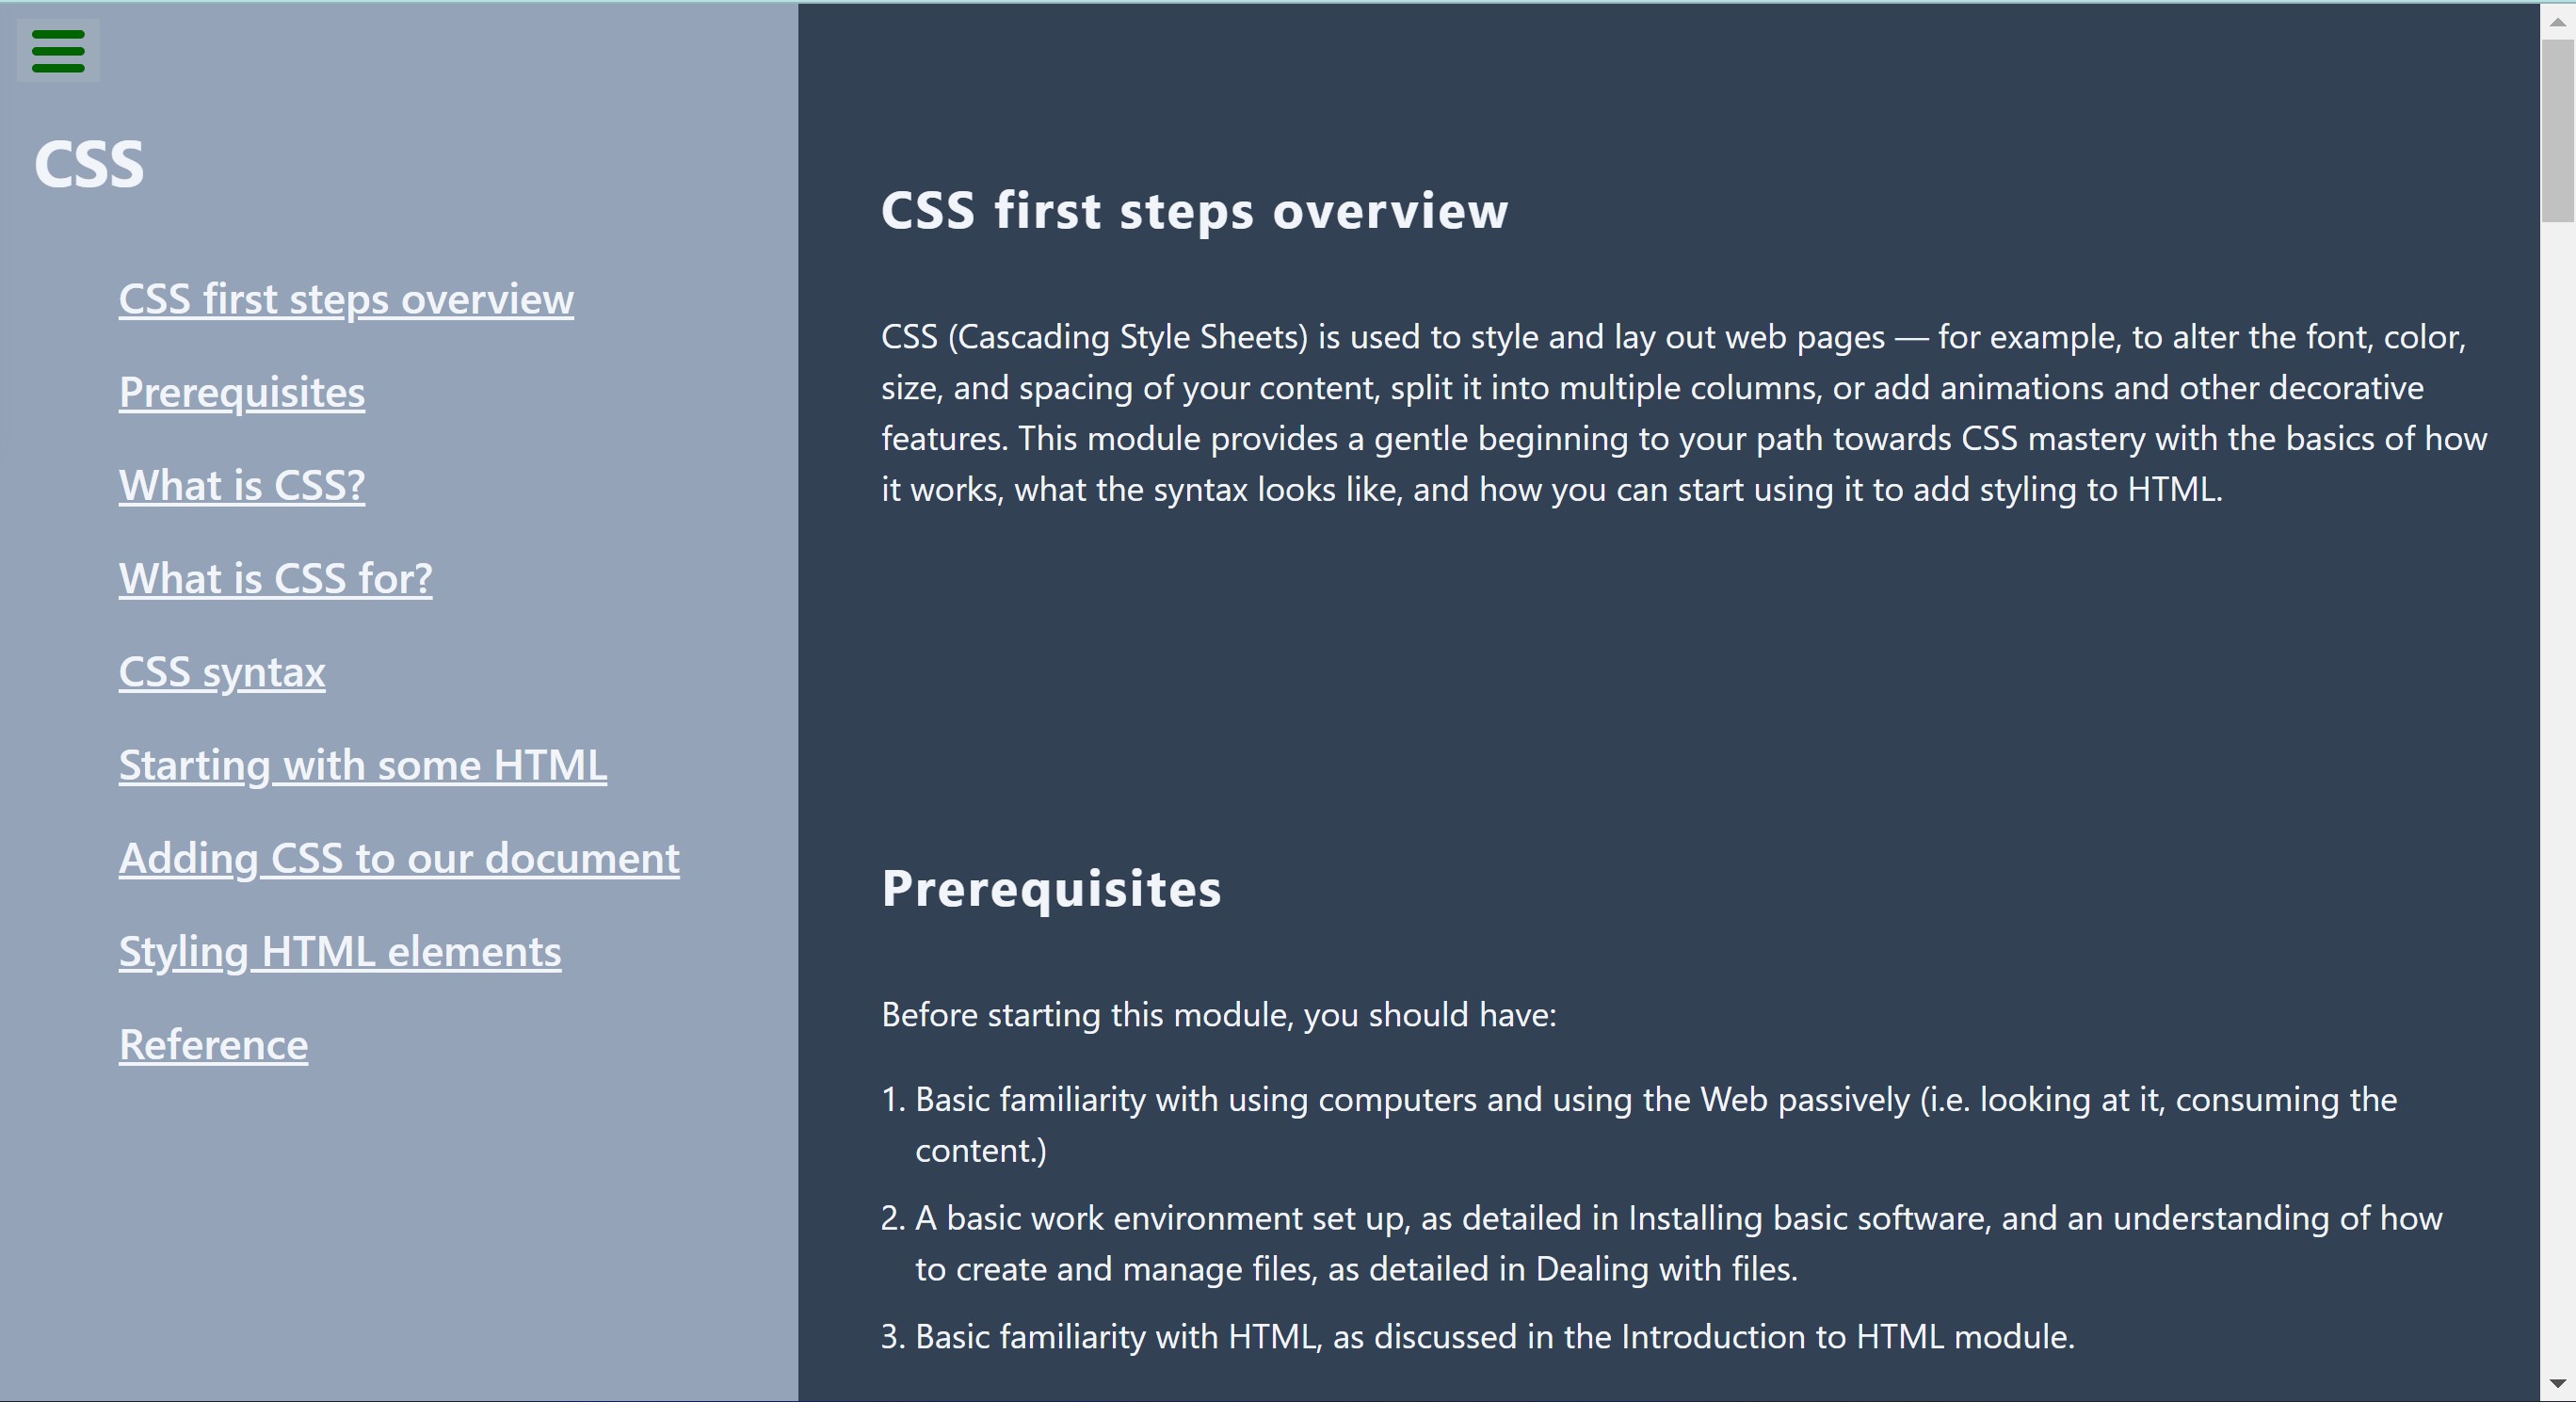 CSS
CSS first steps overview
Prerequisites
What is CSS?
What is CSS for?
CSS syntax
Starting with some HTML
Adding CSS to our document
Styling HTML elements
Reference
CSS first steps overview
CSS (Cascading Style Sheets) is used to style and lay out web pages — for example, to alter the font, color,
size, and spacing of your content, split it into multiple columns, or add animations and other decorative
features. This module provides a gentle beginning to your path towards CSS mastery with the basics of how
it works, what the syntax looks like, and how you can start using it to add styling to HTML.
Prerequisites
Before starting this module, you should have:
1. Basic familiarity with using computers and using the Web passively (i.e. looking at it, consuming the
content.)
2. A basic work environment set up, as detailed in Installing basic software, and an understanding of how
to create and manage files, as detailed in Dealing with files.
3. Basic familiarity with HTML, as discussed in the Introduction to HTML module.